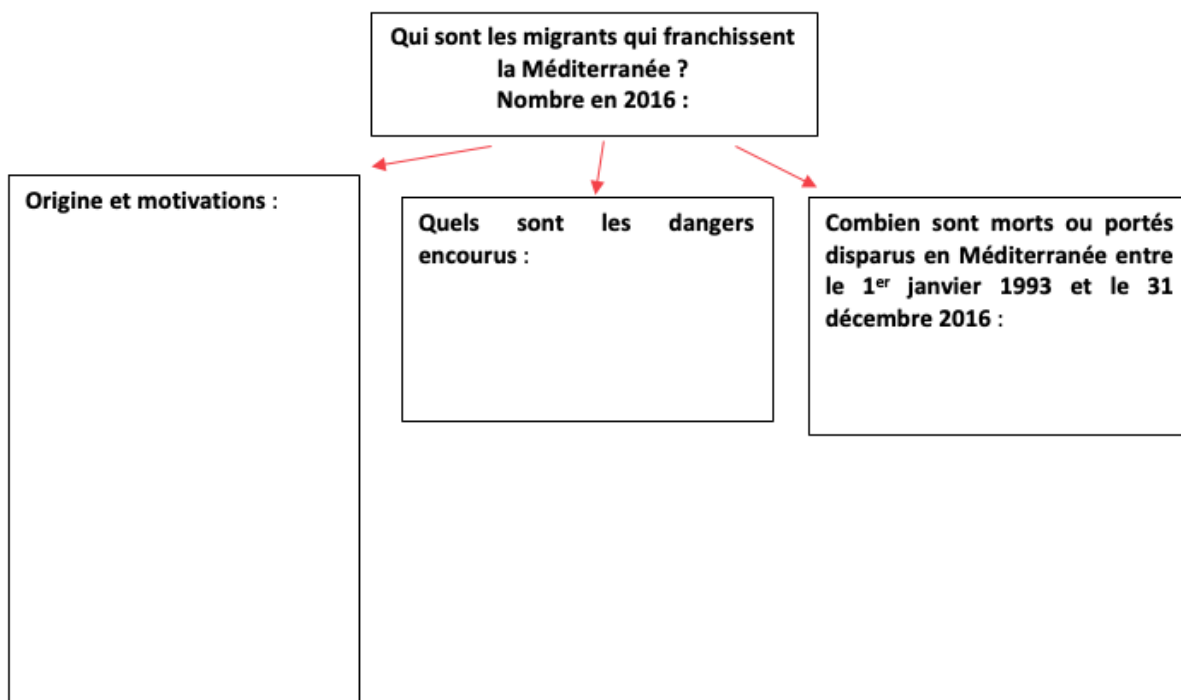 Qui sont les migrants qui franchissent
la Méditerranée ?
Nombre en 2016 :
Origine et motivations :
Quels sont les dangers
encourus :
Combien sont morts ou portés
disparus en Méditerranée entre
le 1er janvier 1993 et le 31
décembre 2016 :